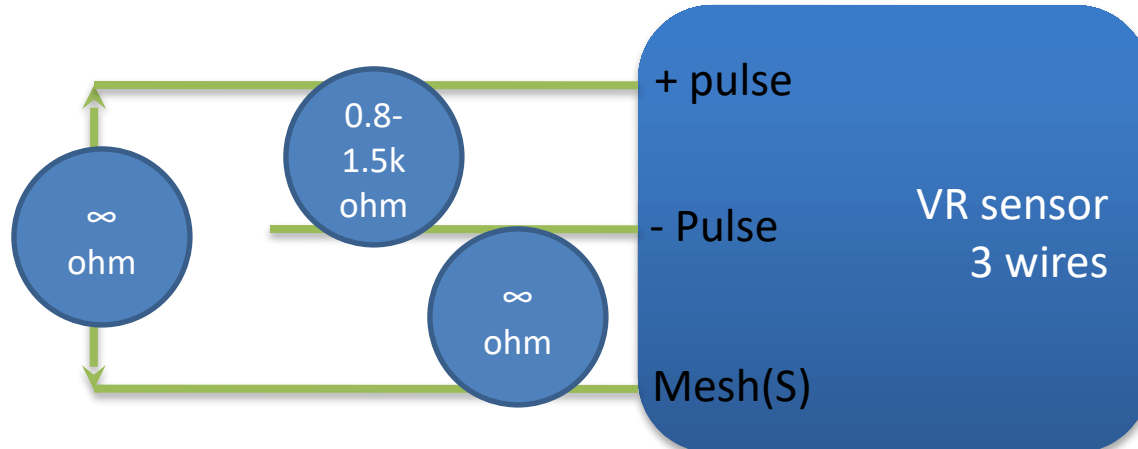 + pulse
0.8-
1.5k
ohm
∞
ohm
- Pulse
VR sensor
3 wires
∞
ohm
Mesh(S)